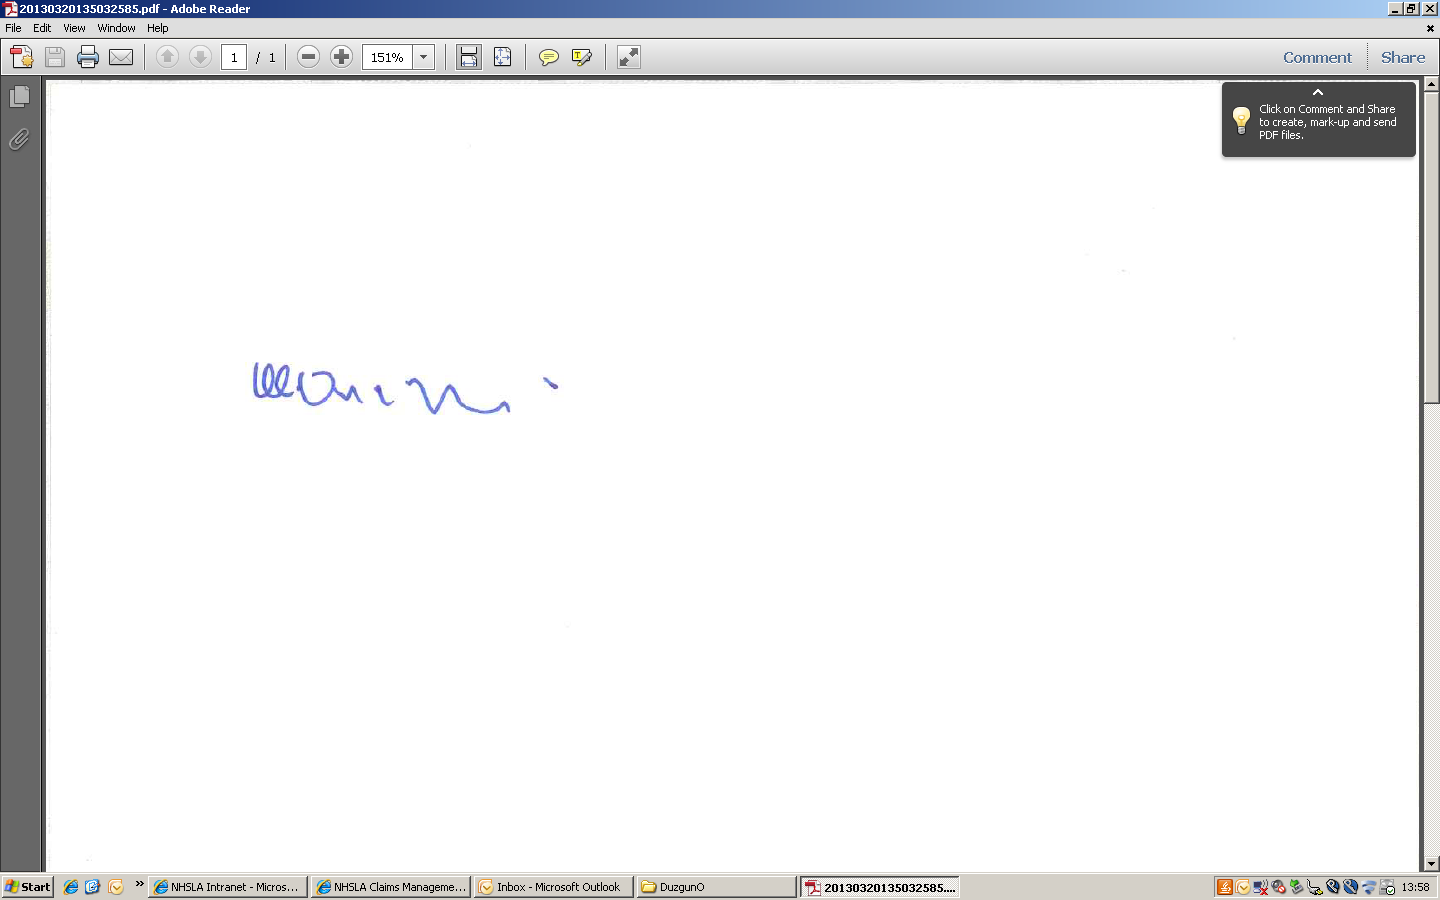 20130320135032585.pdf - Adobe Reader
File Edit View Window Help
1 / 1 151% Comment Share
Click on Comment and Share
to create, mark-up and send
PDF files.
Start » NHSLA Intranet - Micros... NHSLA Claims Manageme... Inbox - Microsoft Outlook DuzgunO 20130320135032585.... 13:58